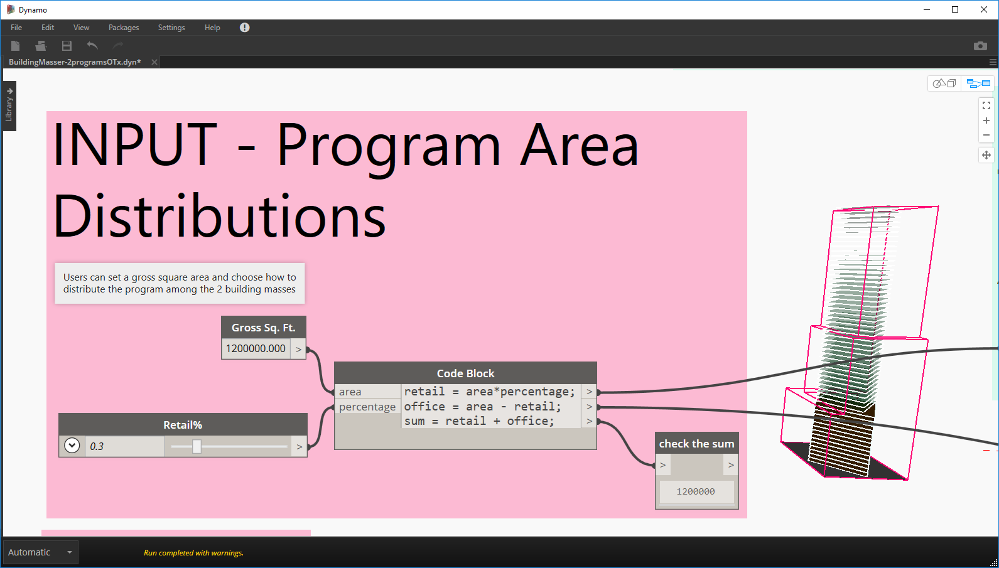 Dynamo
File Edit View Packages Settings Help
BuildingMasser-2programsOTx.dyn*
Library
INPUT - Program Area
Distributions
Users can set a gross square area and choose how to
distribute the program among the 2 building masses
Gross Sq. Ft.
1200000.000 >
Code Block
area retail = area*percentage; >
percentage office = area - retail; >
sum = retail + office; >
Retail%
0.3 >
check the sum
> >
1200000
Automatic
Run completed with warnings.